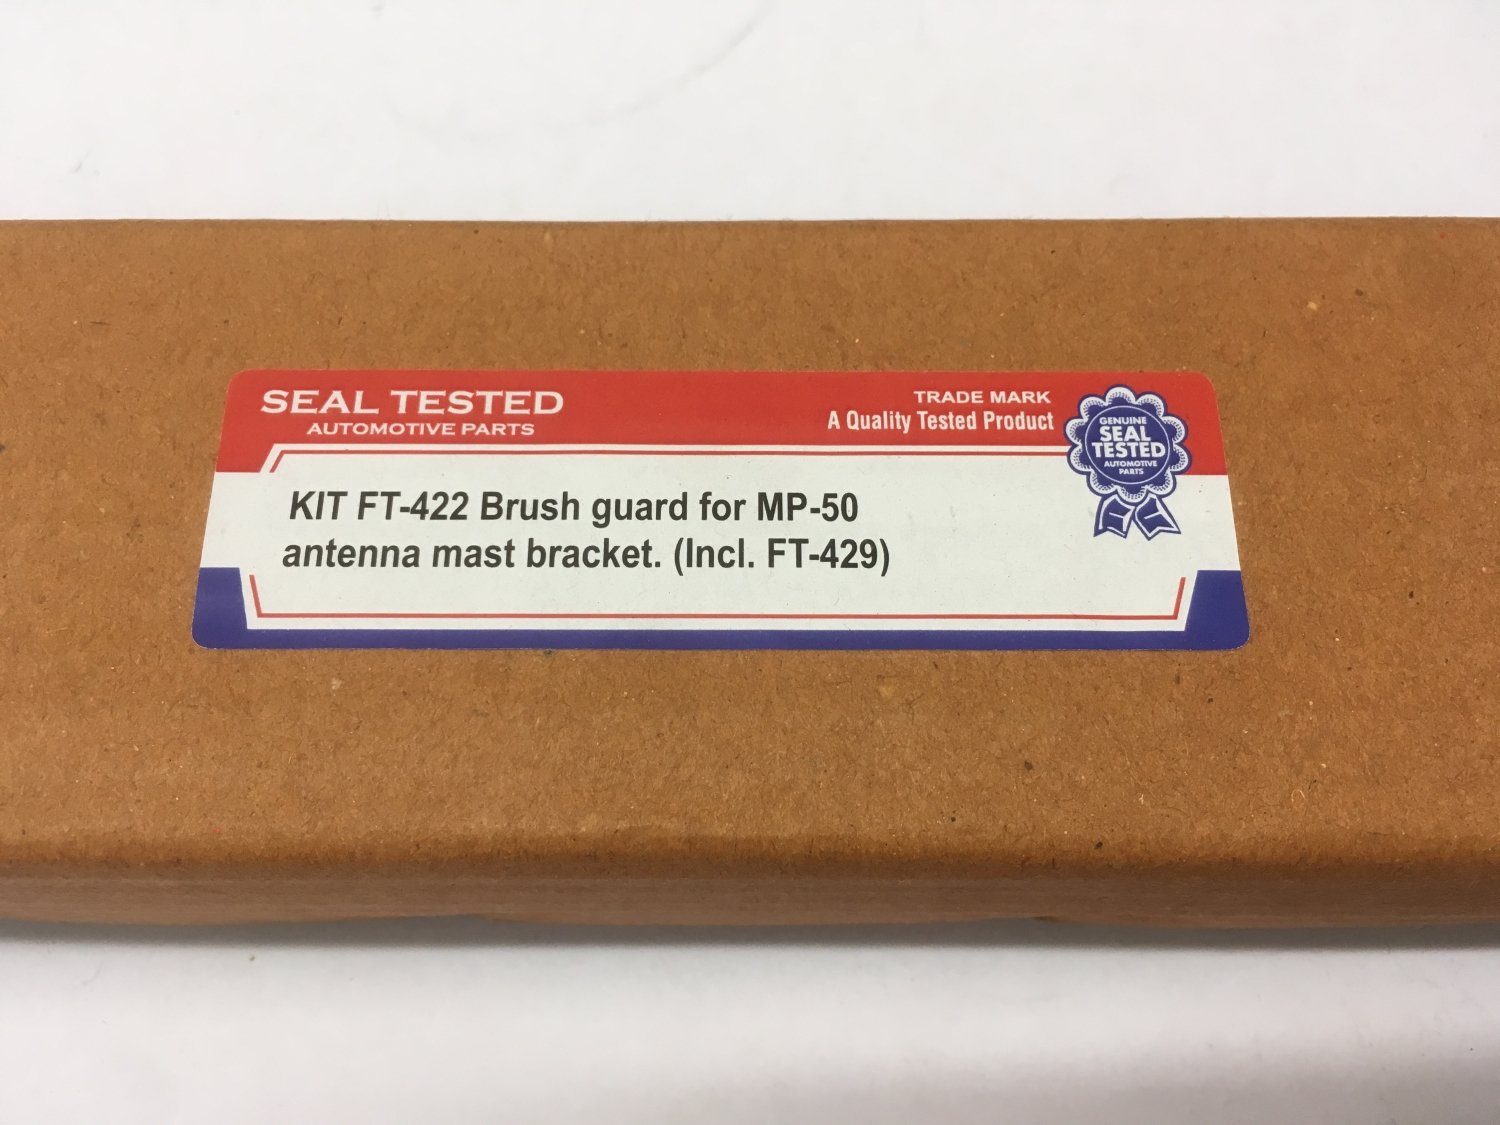 SEAL TESTED
AUTOMOTIVE PARTS
TRADE MARK
A Quality Tested Product
GENUINE
SEAL
TESTED
AUTOMOTIVE
PARTS
KIT FT-422 Brush guard for MP-50
antenna mast bracket. (Incl. FT-429)